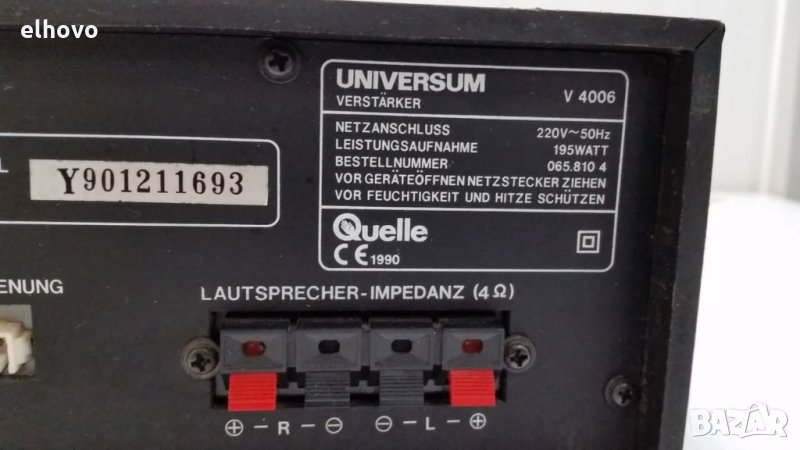 elhovo
UNIVERSUM
VERSTÄRKER V 4006
NETZANSCHLUSS 220V~50Hz
LEISTUNGSAUFNAHME 195WATT
BESTELLNUMMER 065.810 4
VOR GERÄTEÖFFNEN NETZSTECKER ZIEHEN
VOR FEUCHTIGKEIT UND HITZE SCHÜTZEN
Quelle
CE 1990
L
Y901211693
ENUNG
LAUTSPRECHER-IMPEDANZ (4Ω)
⊕ - R - ⊖ ⊖ - L - ⊕
BAZAR